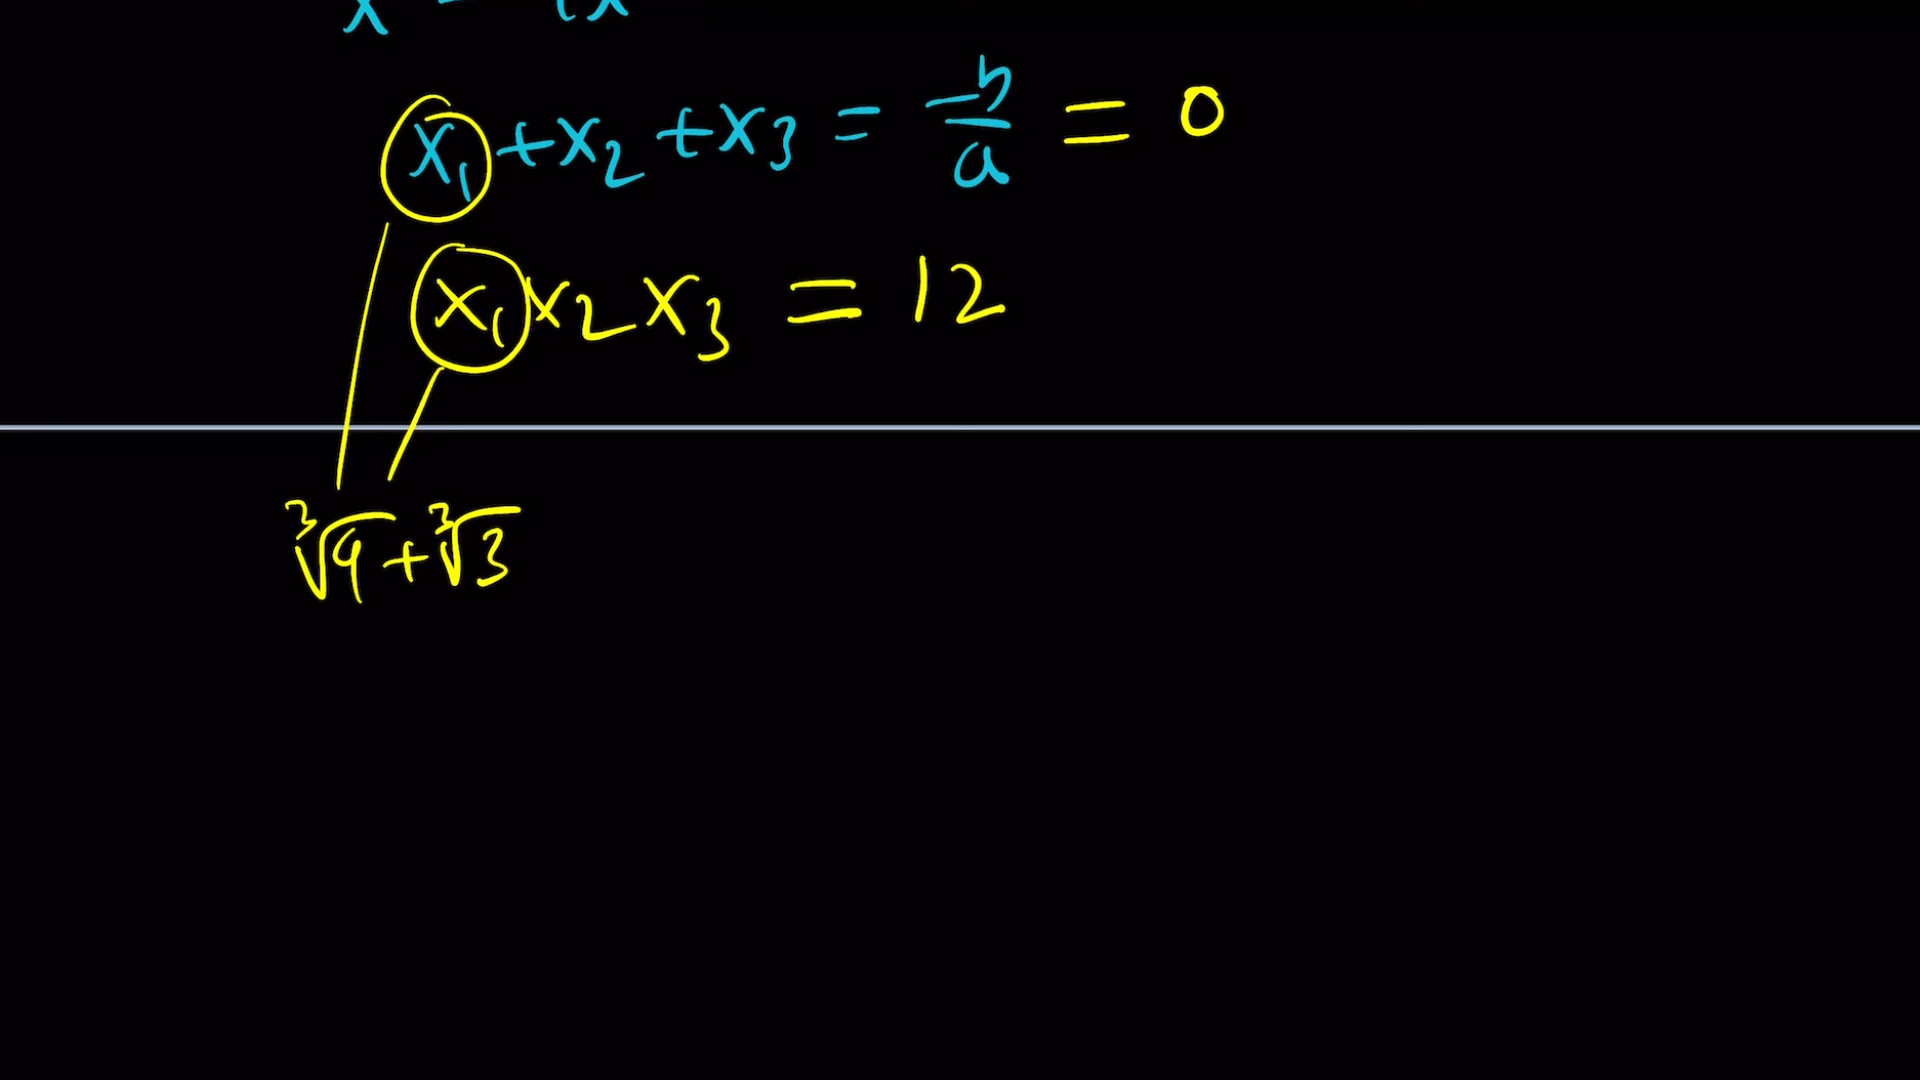 x₁ + x₂ + x₃ = -b/a = 0
x₁x₂x₃ = 12
∛9 + ∛3